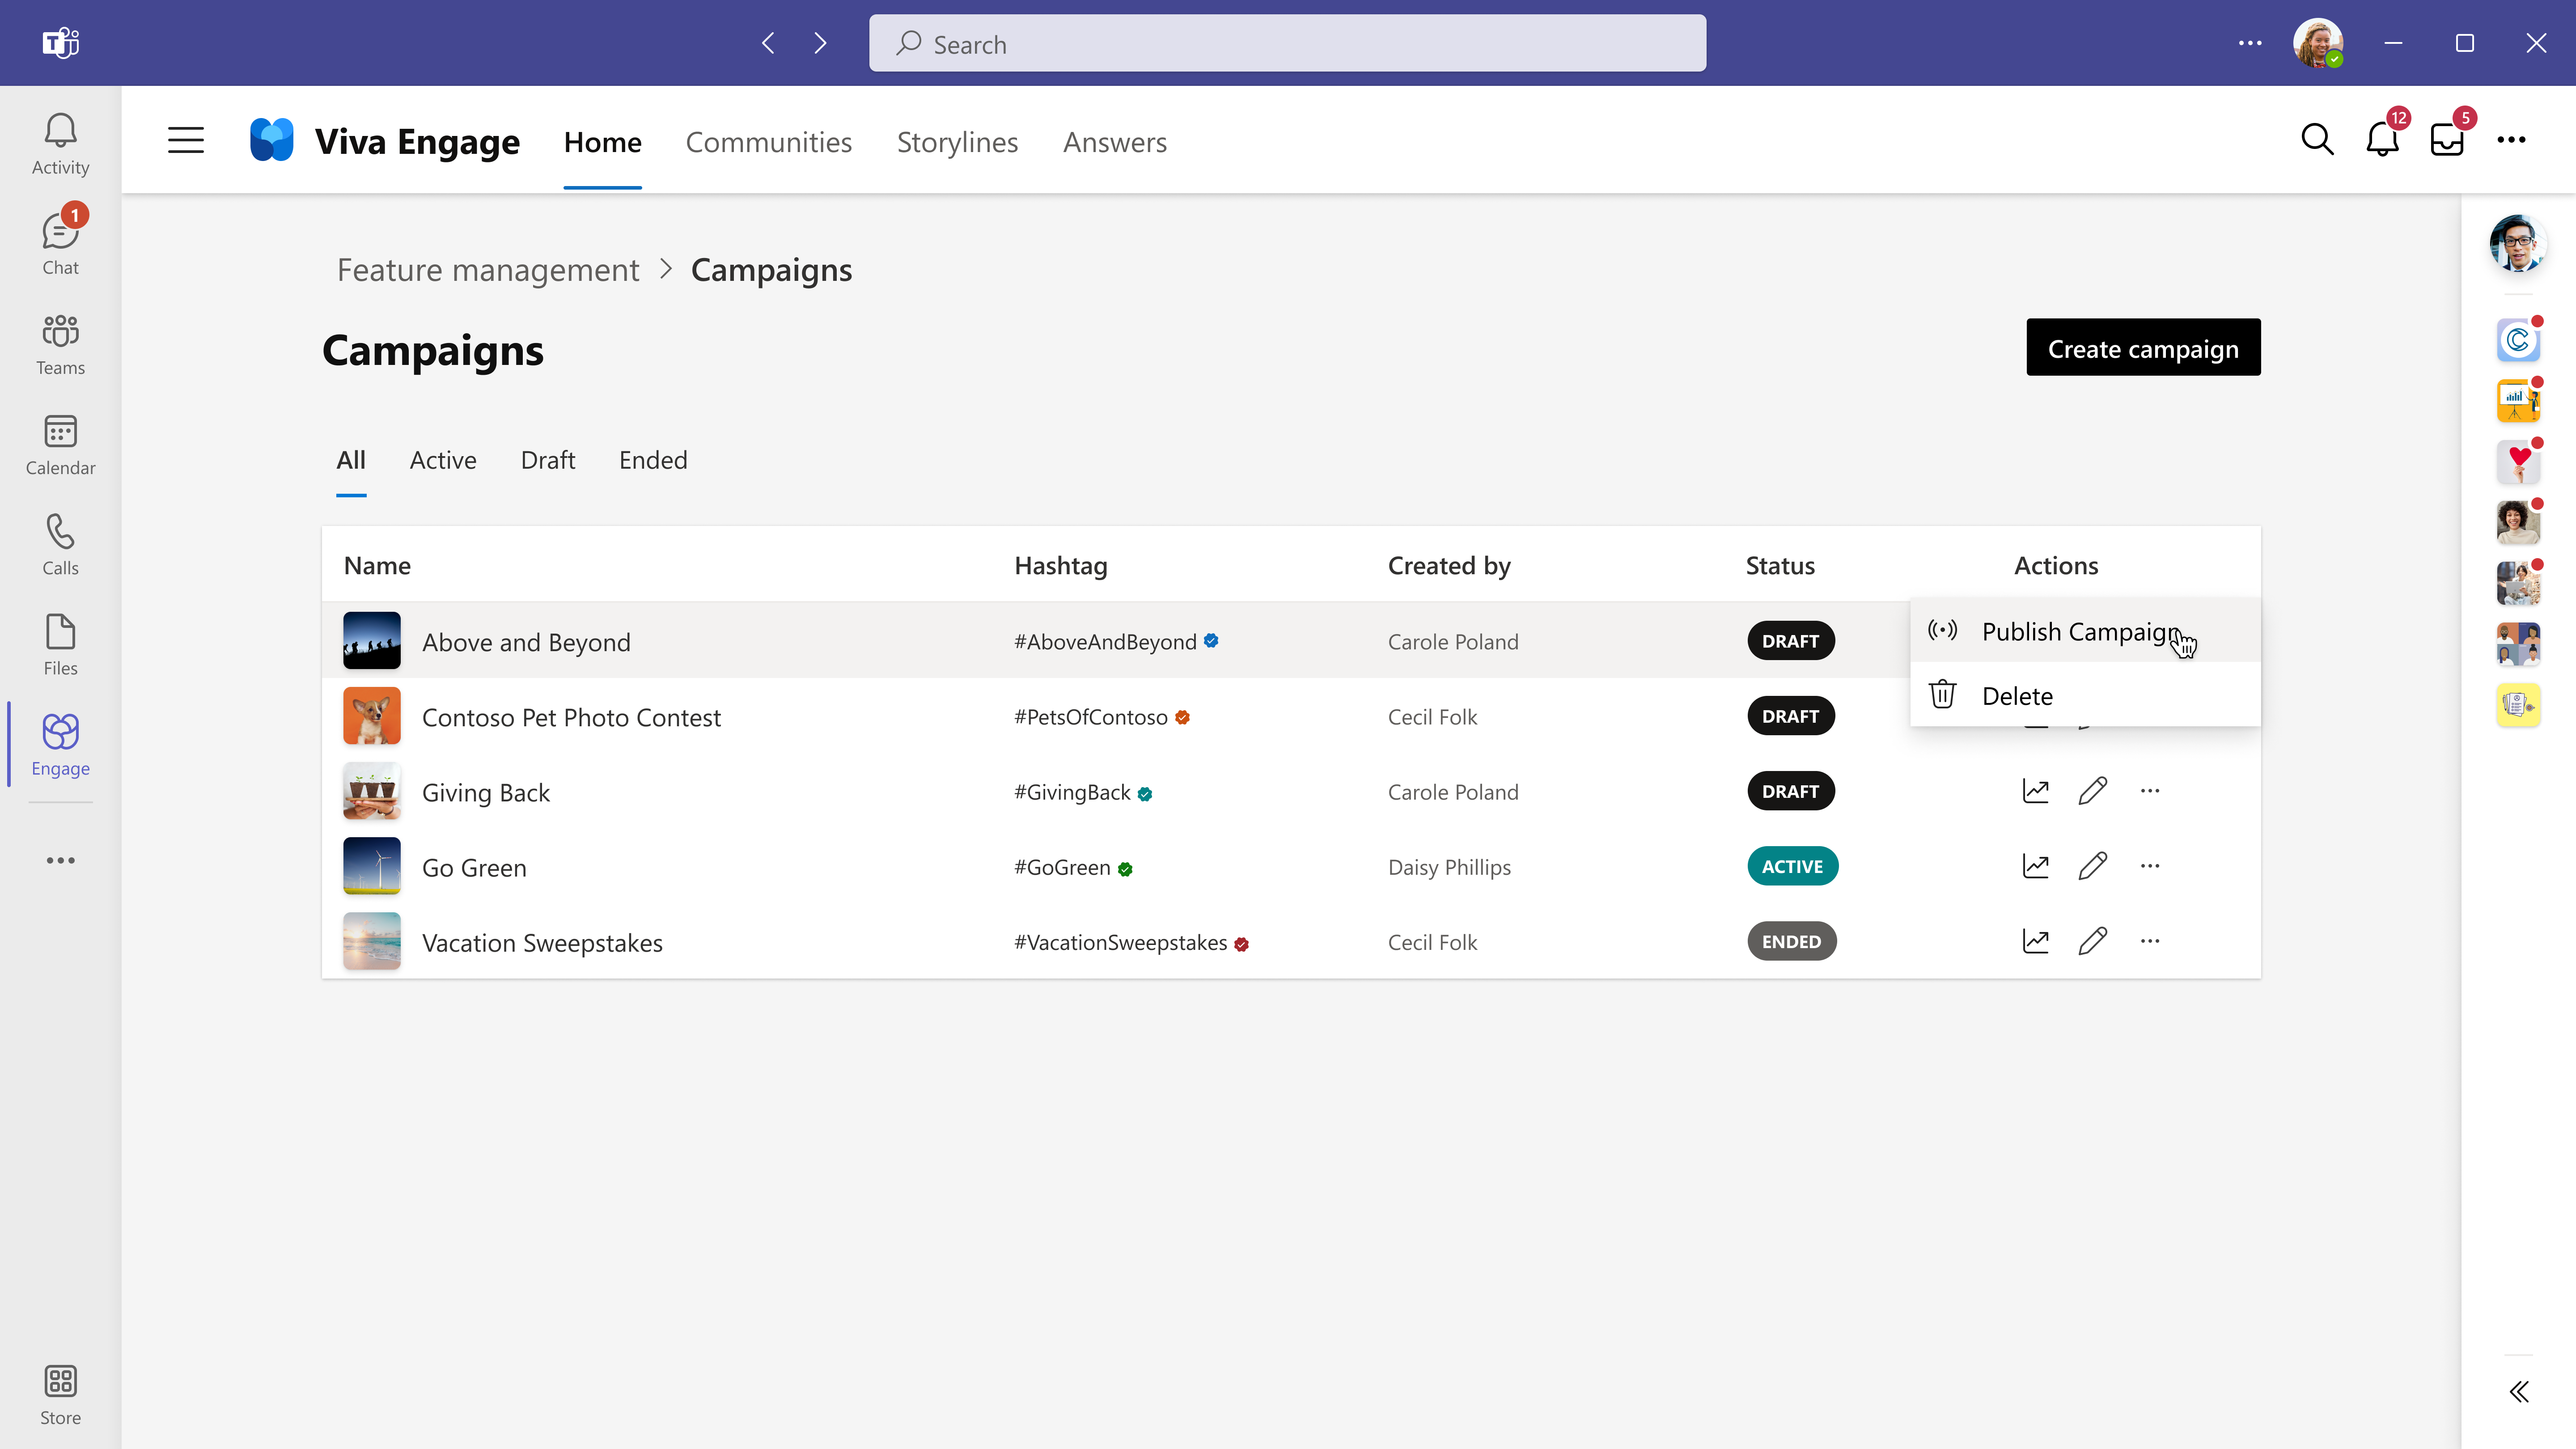 Search
Activity
1
Chat
Teams
Calendar
Calls
Files
Engage
Store
Viva Engage
Home
Communities
Storylines
Answers
12
5
Feature management > Campaigns
Campaigns
Create campaign
All
Active
Draft
Ended
Name Hashtag Created by Status Actions
Above and Beyond #AboveAndBeyond Carole Poland DRAFT
Publish Campaign
Delete
Contoso Pet Photo Contest #PetsOfContoso Cecil Folk DRAFT
Giving Back #GivingBack Carole Poland DRAFT
Go Green #GoGreen Daisy Phillips ACTIVE
Vacation Sweepstakes #VacationSweepstakes Cecil Folk ENDED